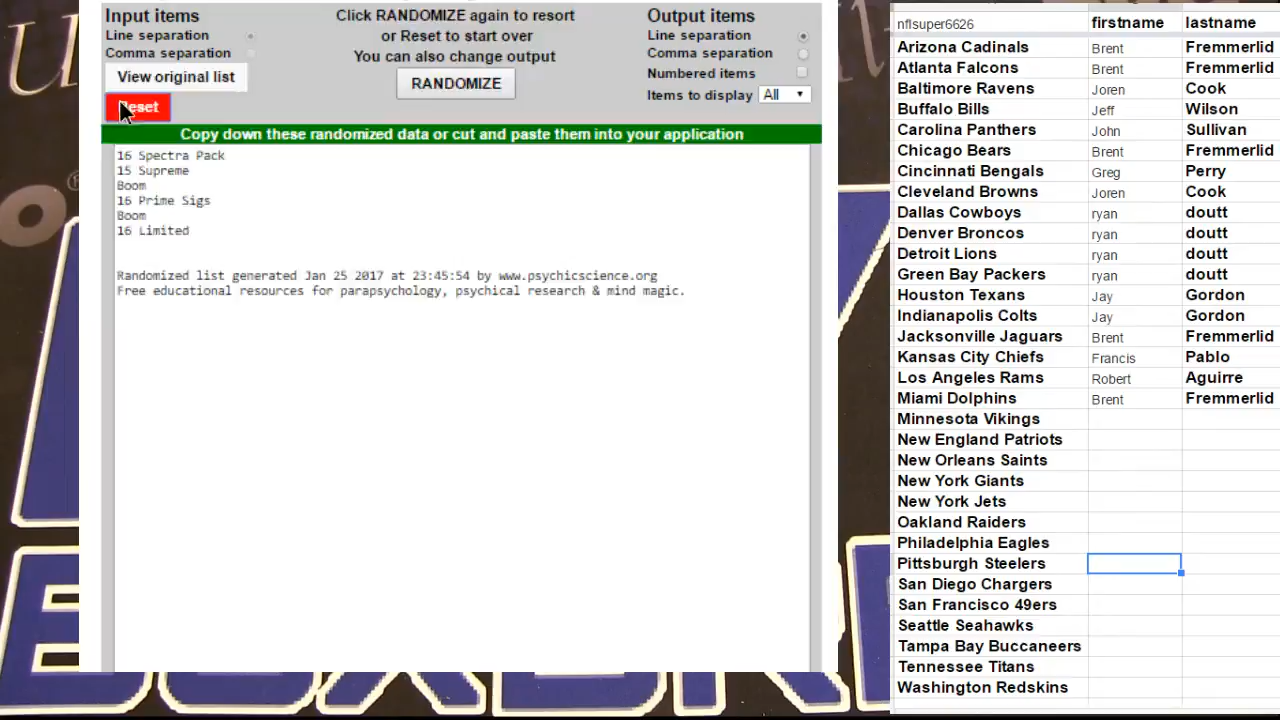 Input items
Line separation
Comma separation
View original list
Reset
Click RANDOMIZE again to resort
or Reset to start over
You can also change output
RANDOMIZE
Output items
Line separation
Comma separation
Numbered items
Items to display All
Copy down these randomized data or cut and paste them into your application
16 Spectra Pack
15 Supreme
Boom
16 Prime Sigs
Boom
16 Limited
Randomized list generated Jan 25 2017 at 23:45:54 by www.psychicscience.org
Free educational resources for parapsychology, psychical research & mind magic.
nflsuper6626 firstname lastname
Arizona Cadinals Brent Fremmerlid
Atlanta Falcons Brent Fremmerlid
Baltimore Ravens Joren Cook
Buffalo Bills Jeff Wilson
Carolina Panthers John Sullivan
Chicago Bears Brent Fremmerlid
Cincinnati Bengals Greg Perry
Cleveland Browns Joren Cook
Dallas Cowboys ryan doutt
Denver Broncos ryan doutt
Detroit Lions ryan doutt
Green Bay Packers ryan doutt
Houston Texans Jay Gordon
Indianapolis Colts Jay Gordon
Jacksonville Jaguars Brent Fremmerlid
Kansas City Chiefs Francis Pablo
Los Angeles Rams Robert Aguirre
Miami Dolphins Brent Fremmerlid
Minnesota Vikings
New England Patriots
New Orleans Saints
New York Giants
New York Jets
Oakland Raiders
Philadelphia Eagles
Pittsburgh Steelers
San Diego Chargers
San Francisco 49ers
Seattle Seahawks
Tampa Bay Buccaneers
Tennessee Titans
Washington Redskins